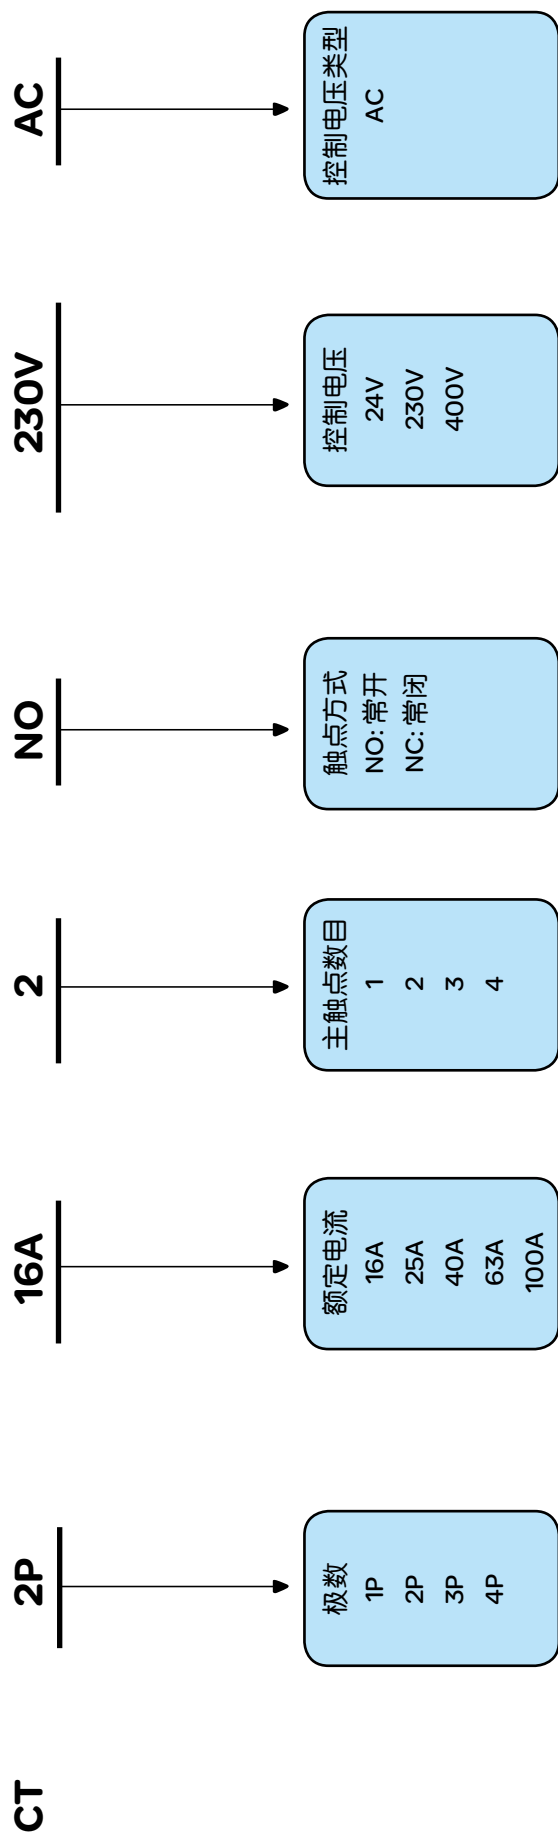 CT
2P
16A
2
NO
230V
AC
极数
1P
2P
3P
4P
额定电流
16A
25A
40A
63A
100A
主触点数目
1
2
3
4
触点方式
NO: 常开
NC: 常闭
控制电压
24V
230V
400V
控制电压类型
AC